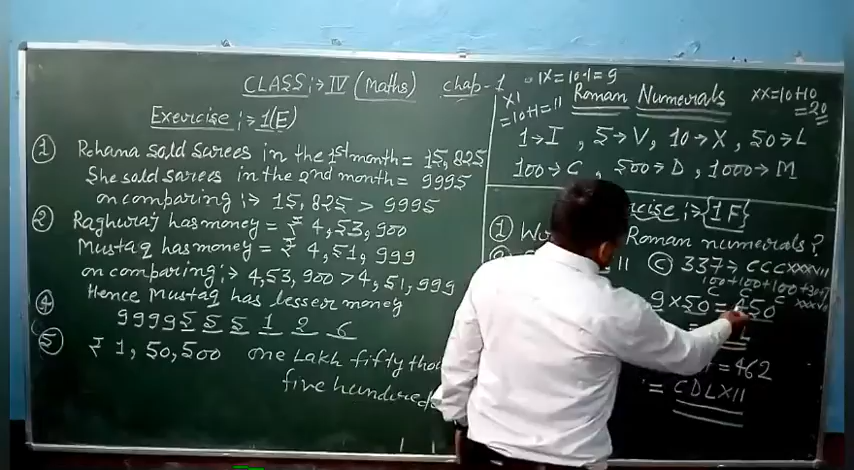 CLASS:→ IV (Maths) chap-1
Exercise:→ 1(E)
1 Rehana sold sarees in the 1st month = 15,825
She sold sarees in the 2nd month = 9995
on comparing :→ 15,825 > 9995
2 Raghuraj has money = ₹ 4,53,900
Mustaq has money = ₹ 4,51,999
on comparing :→ 4,53,900 > 4,51,999
Hence Mustaq has lesser money
4 99995 5 5 1 2 6
5 ₹ 1,50,500 one Lakh fifty
five hundred
IX = 10-1 = 9
XI = 10+1 = 11
Roman Numerals
XX = 10+10 = 20
1→I, 5→V, 10→X, 50→L
100→C, 500→D, 1000→M
:→ {1F}
1 Roman numerals?
11 C 337→ CCCXXXVII
100+100+100+30+7
9×50=450
L
= 462
= CDLXII